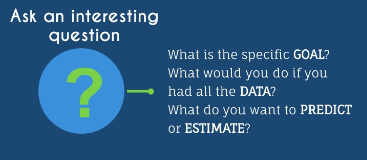 Ask an interesting
question
?
What is the specific GOAL?
What would you do if you
had all the DATA?
What do you want to PREDICT
or ESTIMATE?